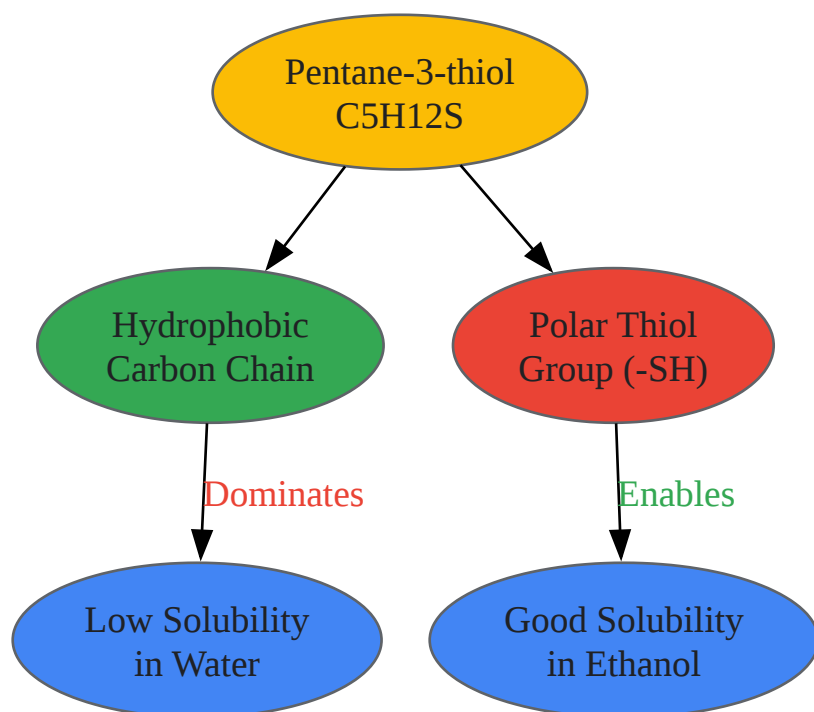 Pentane-3-thiol
C5H12S
Hydrophobic
Carbon Chain
Polar Thiol
Group (-SH)
Dominates
Enables
Low Solubility
in Water
Good Solubility
in Ethanol